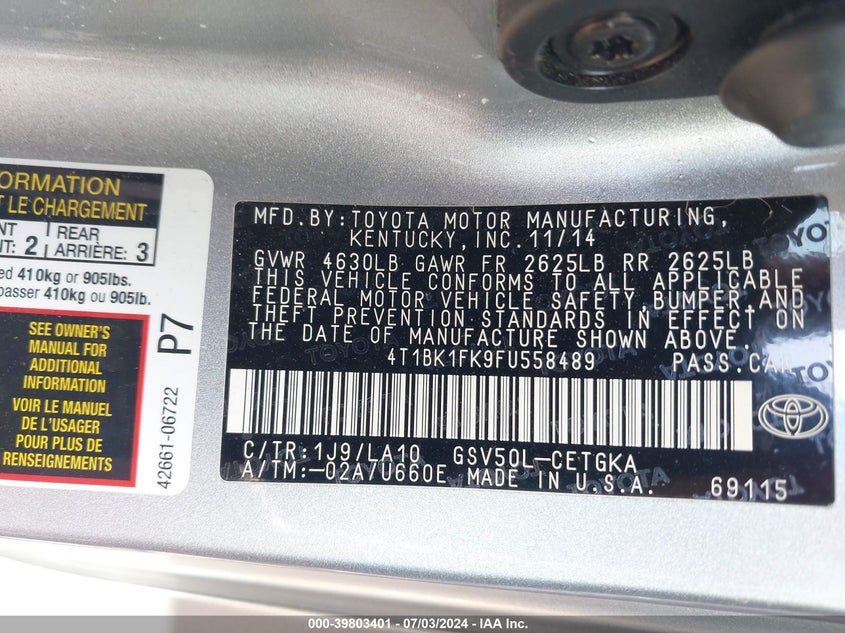 ORMATION
T LE CHARGEMENT
NT
T: 2
REAR
ARRIÈRE: 3
ed 410kg or 905lbs.
passer 410kg ou 905lb.
SEE OWNER'S
MANUAL FOR
ADDITIONAL
INFORMATION
VOIR LE MANUEL
DE L'USAGER
POUR PLUS DE
RENSEIGNEMENTS
P7
42661-06722
MFD.BY:TOYOTA MOTOR MANUFACTURING,
KENTUCKY,INC.11/14
GVWR 4630LB GAWR FR 2625LB RR 2625LB
THIS VEHICLE CONFORMS TO ALL APPLICABLE
FEDERAL MOTOR VEHICLE SAFETY, BUMPER AND
THEFT PREVENTION STANDARDS IN EFFECT ON
THE DATE OF MANUFACTURE SHOWN ABOVE.
4T1BK1FK9FU558489 PASS.CAR
C/TR:1J9/LA10 GSV50L-CETGKA
A/TM:-02A/U660E MADE IN U.S.A. 69115
000-39803401 - 07/03/2024 - IAA Inc.